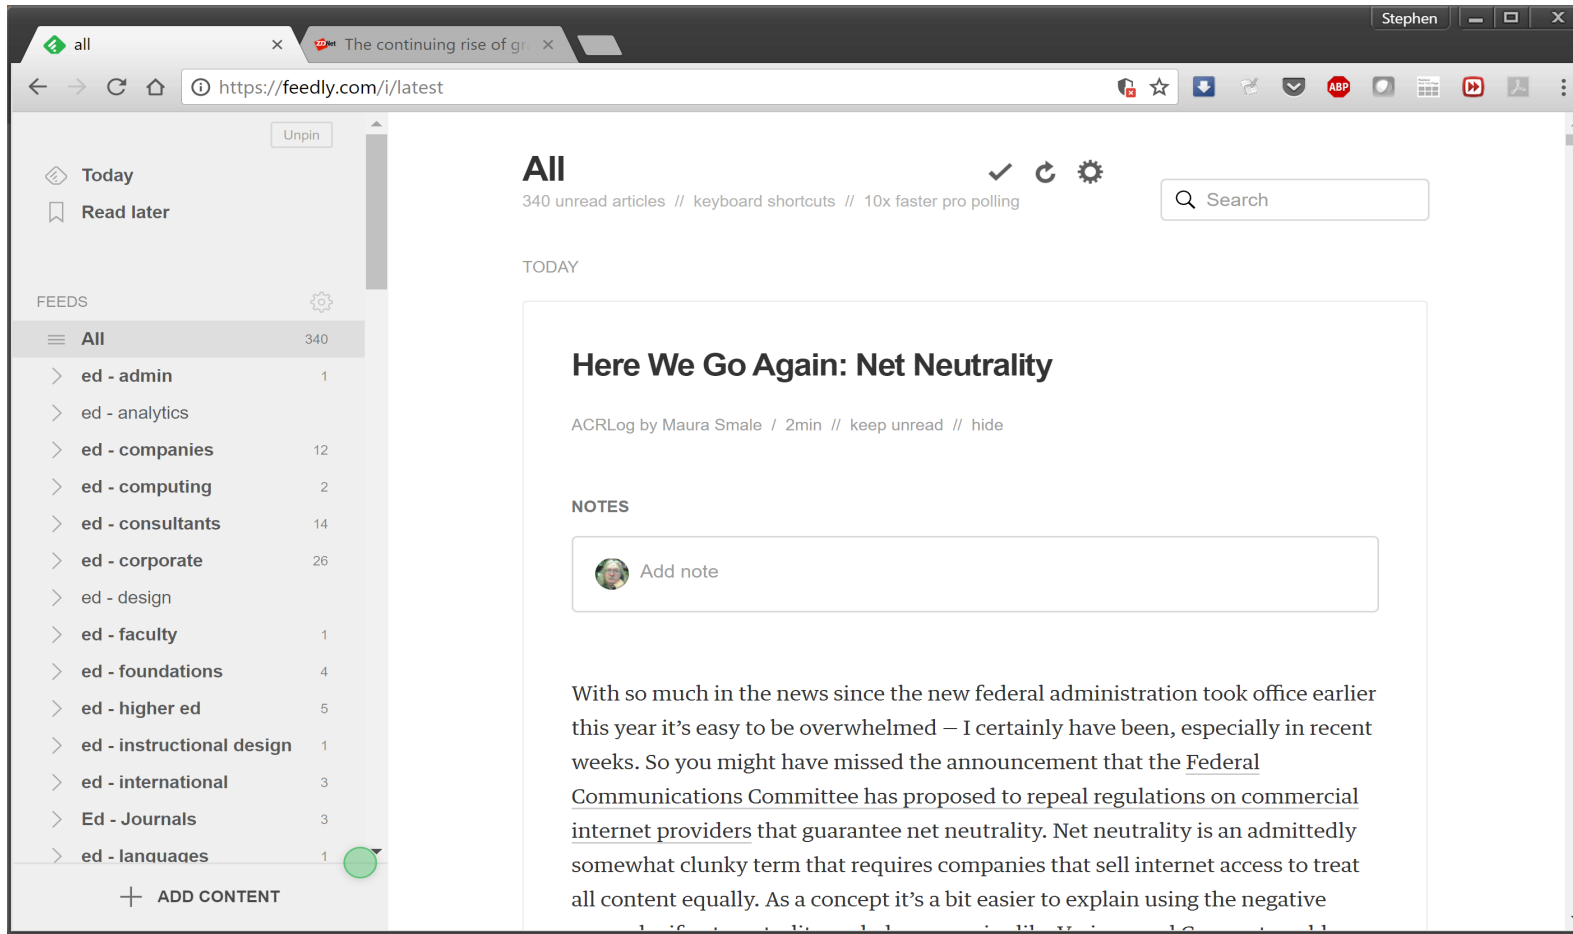 Stephen
all
ZDNet The continuing rise of gr
https://feedly.com/i/latest
ABP
Unpin
Today
Read later
FEEDS
All 340
ed - admin 1
ed - analytics
ed - companies 12
ed - computing 2
ed - consultants 14
ed - corporate 26
ed - design
ed - faculty 1
ed - foundations 4
ed - higher ed 5
ed - instructional design 1
ed - international 3
Ed - Journals 3
ed - languages 1
ADD CONTENT
All
340 unread articles // keyboard shortcuts // 10x faster pro polling
Search
TODAY
Here We Go Again: Net Neutrality
ACRLog by Maura Smale / 2min // keep unread // hide
NOTES
Add note
With so much in the news since the new federal administration took office earlier
this year it’s easy to be overwhelmed – I certainly have been, especially in recent
weeks. So you might have missed the announcement that the Federal
Communications Committee has proposed to repeal regulations on commercial
internet providers that guarantee net neutrality. Net neutrality is an admittedly
somewhat clunky term that requires companies that sell internet access to treat
all content equally. As a concept it’s a bit easier to explain using the negative